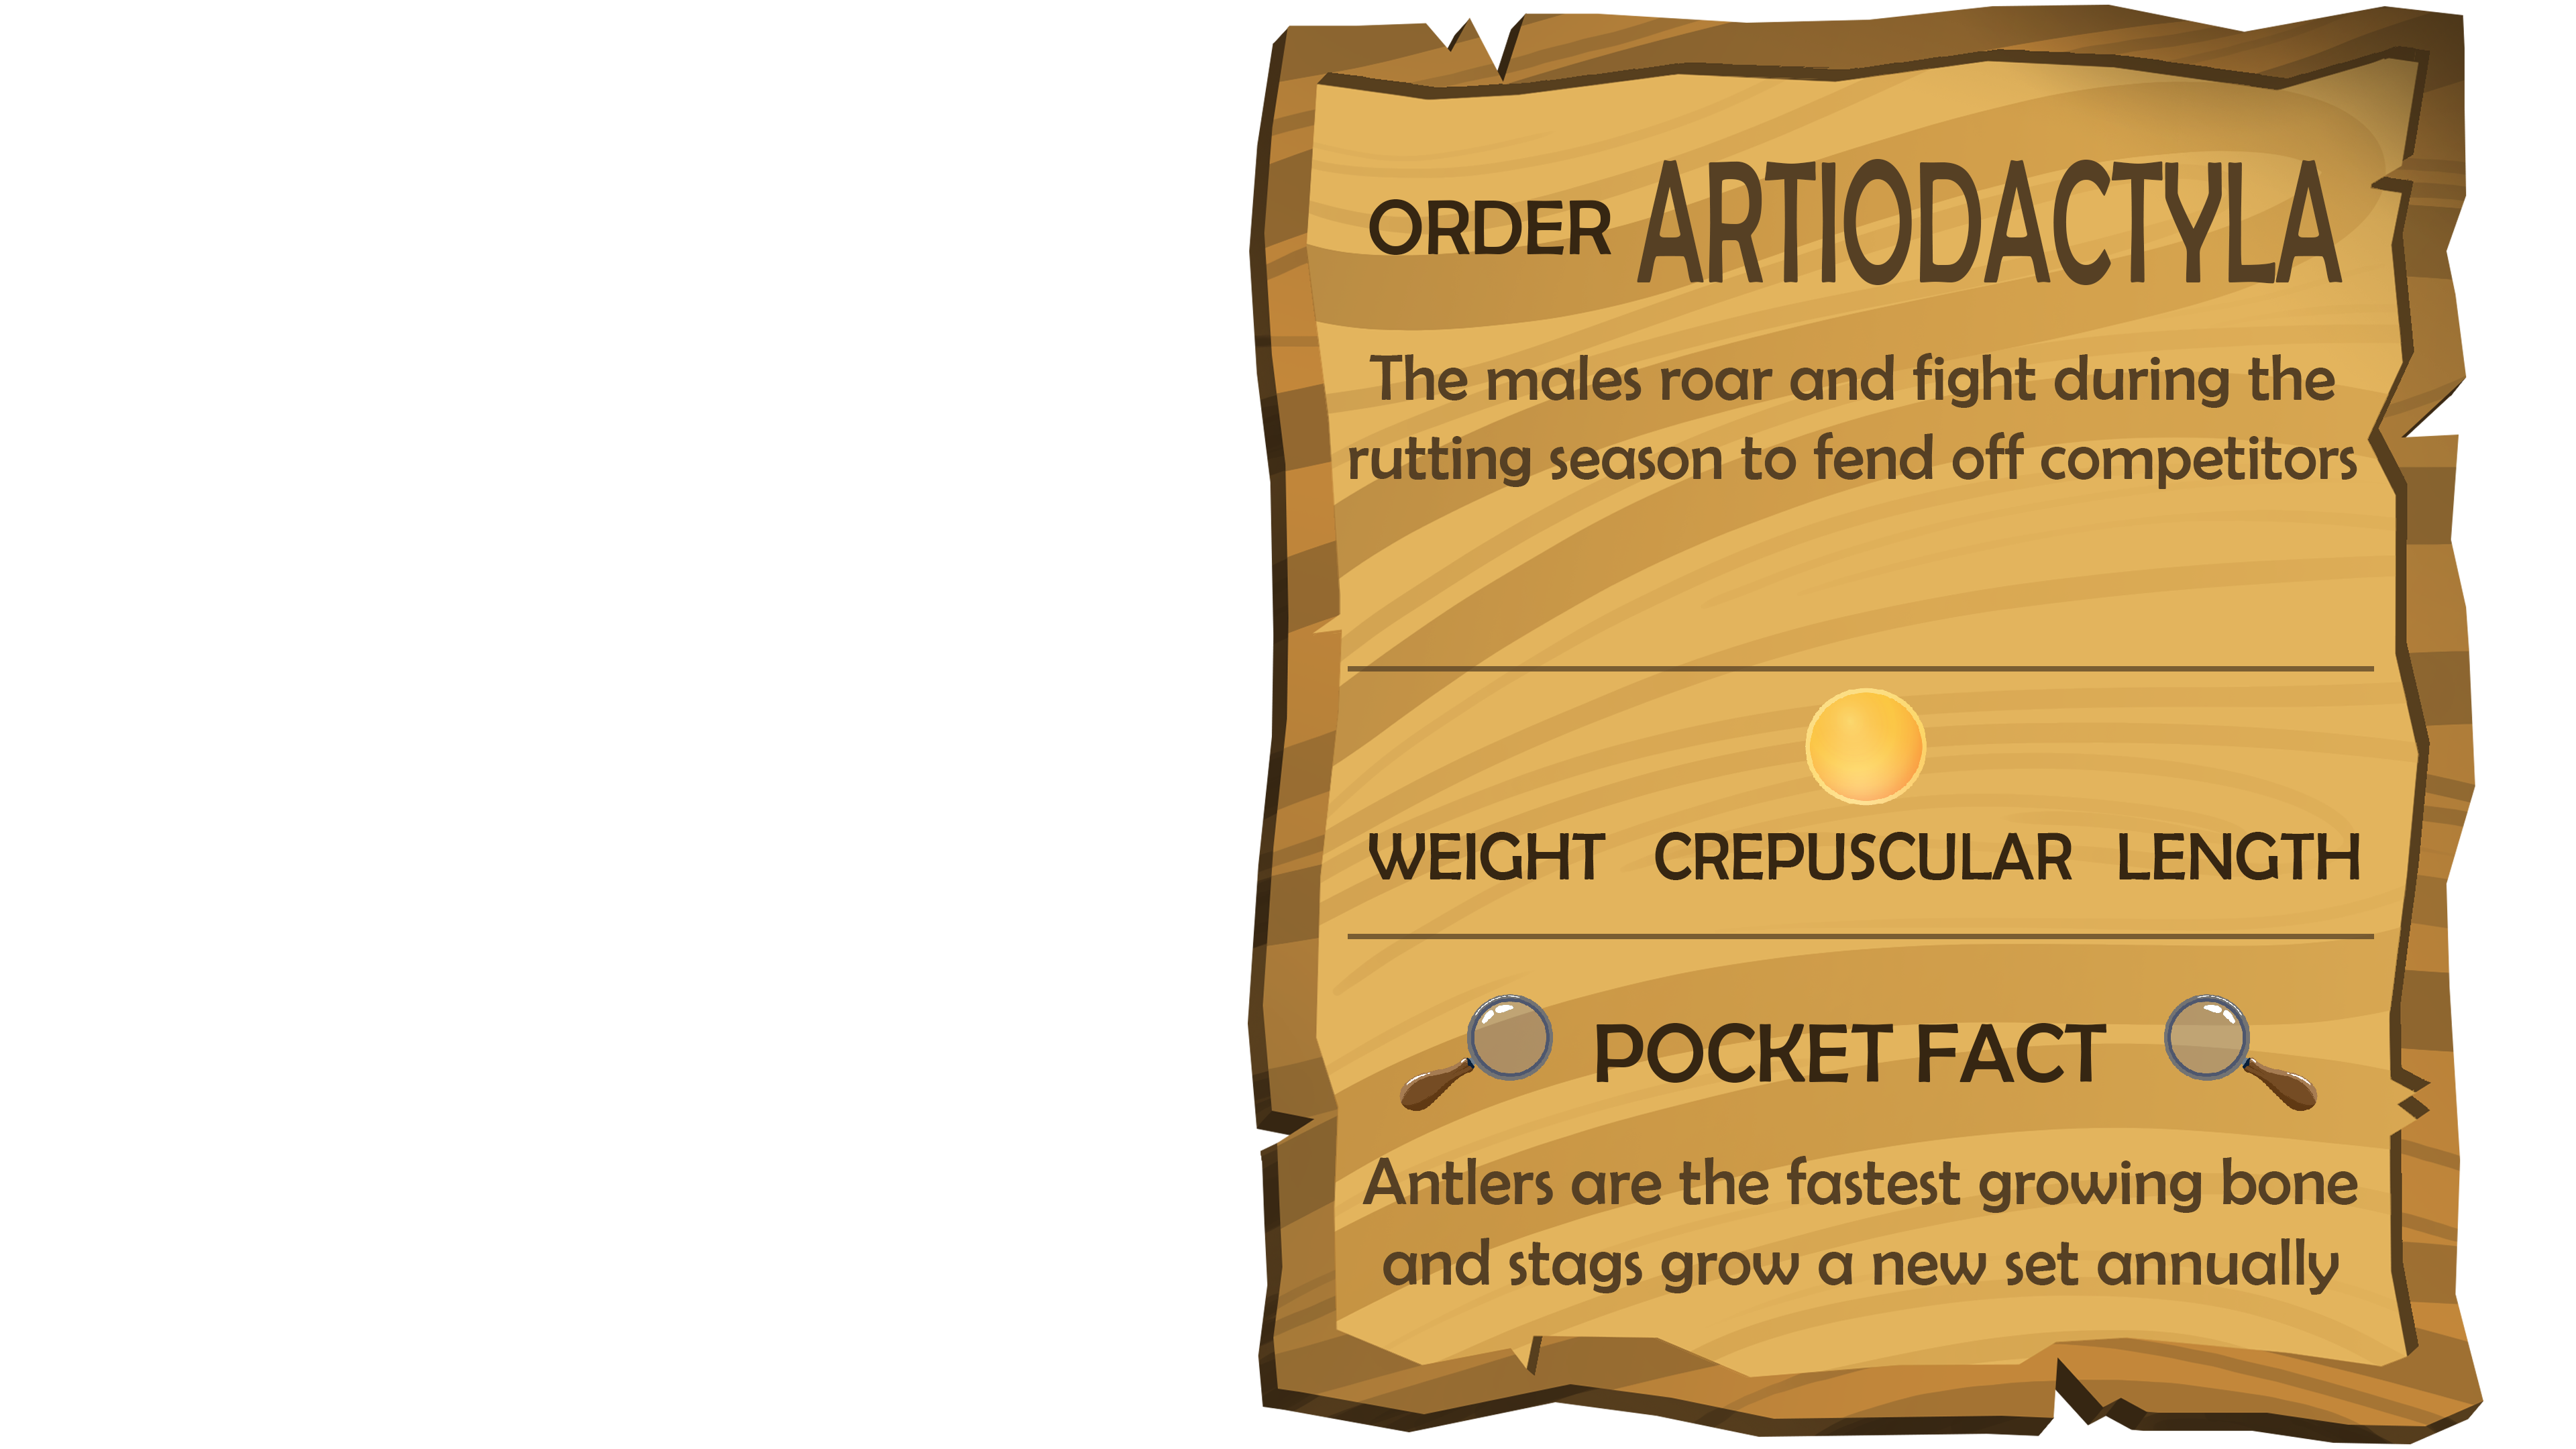 ORDER ARTIODACTYLA
The males roar and fight during the
rutting season to fend off competitors
WEIGHT CREPUSCULAR LENGTH
POCKET FACT
Antlers are the fastest growing bone
and stags grow a new set annually